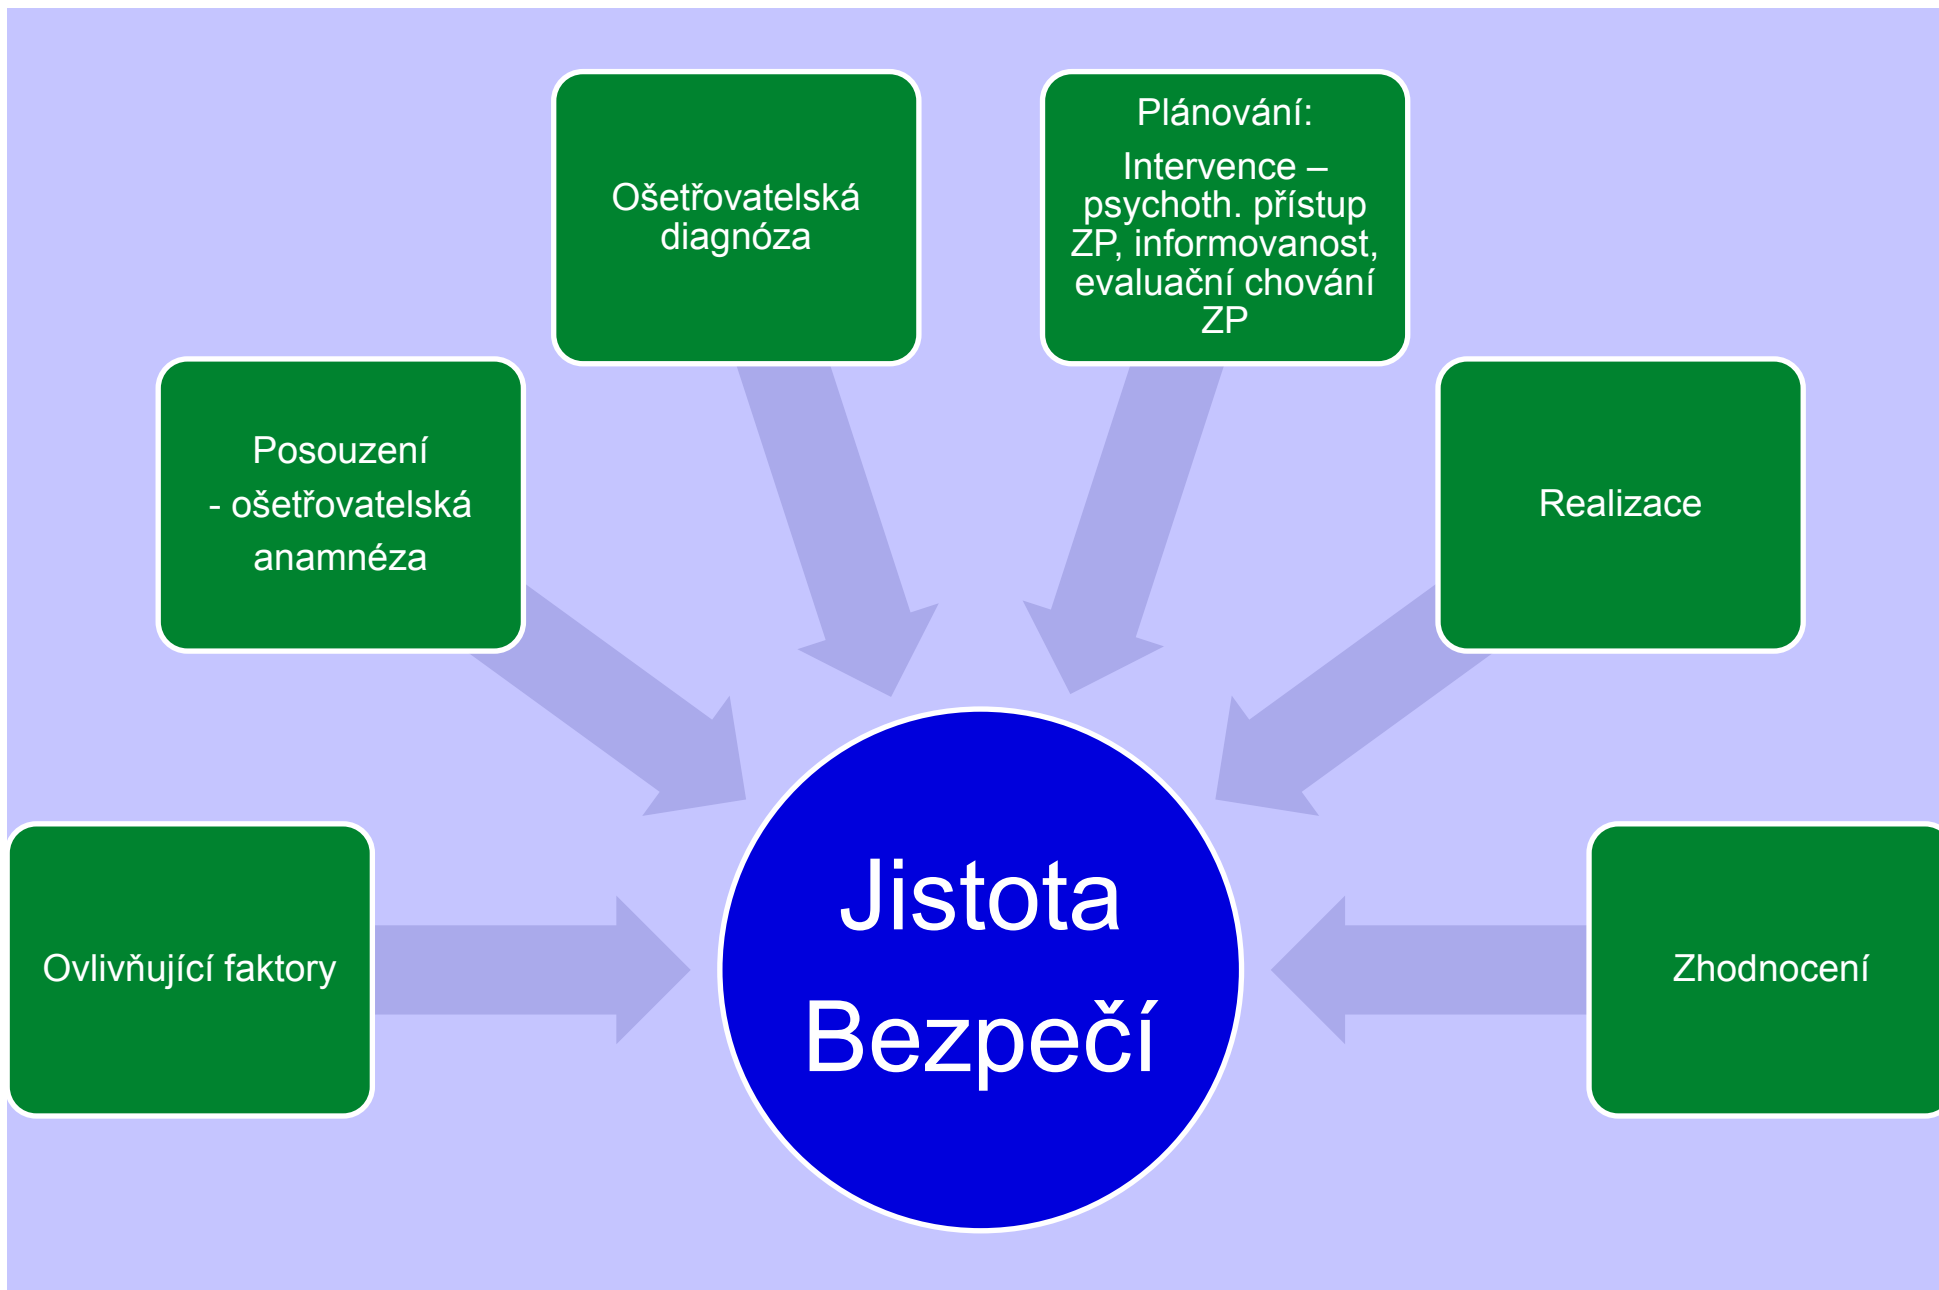 Ošetřovatelská
diagnóza
Plánování:
Intervence –
psychoth. přístup
ZP, informovanost,
evaluační chování
ZP
Posouzení
- ošetřovatelská
anamnéza
Realizace
Ovlivňující faktory
Jistota
Bezpečí
Zhodnocení